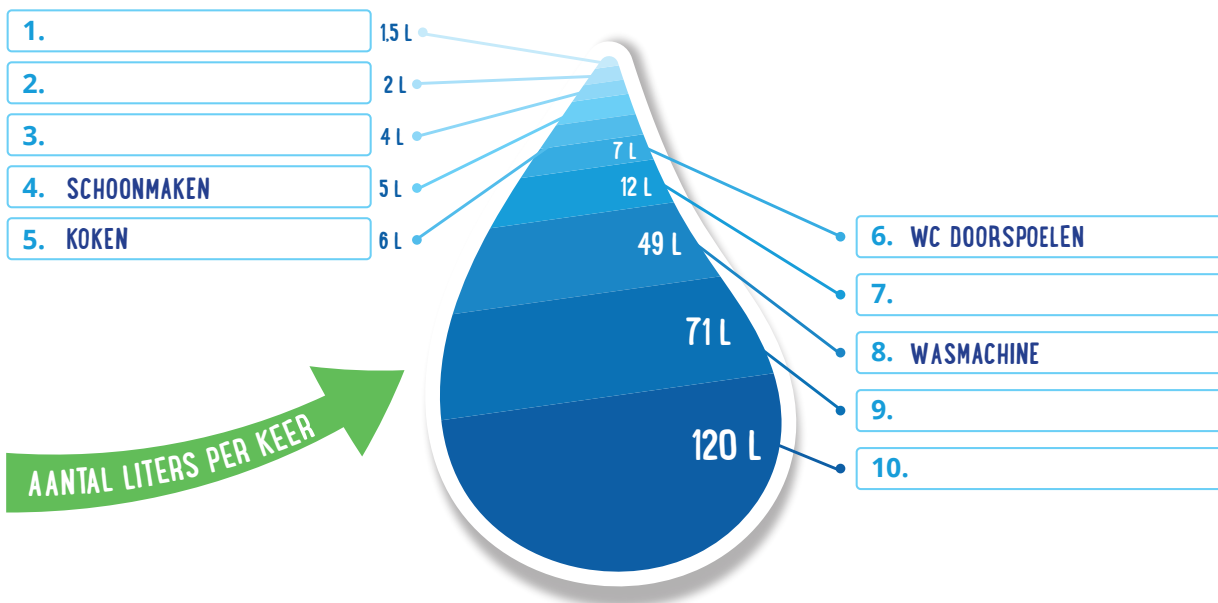 1.
1,5 L
2.
2 L
3.
4 L
4. SCHOONMAKEN
5 L
5. KOKEN
6 L
7 L
12 L
49 L
71 L
120 L
6. WC DOORSPOELEN
7.
8. WASMACHINE
9.
10.
AANTAL LITERS PER KEER